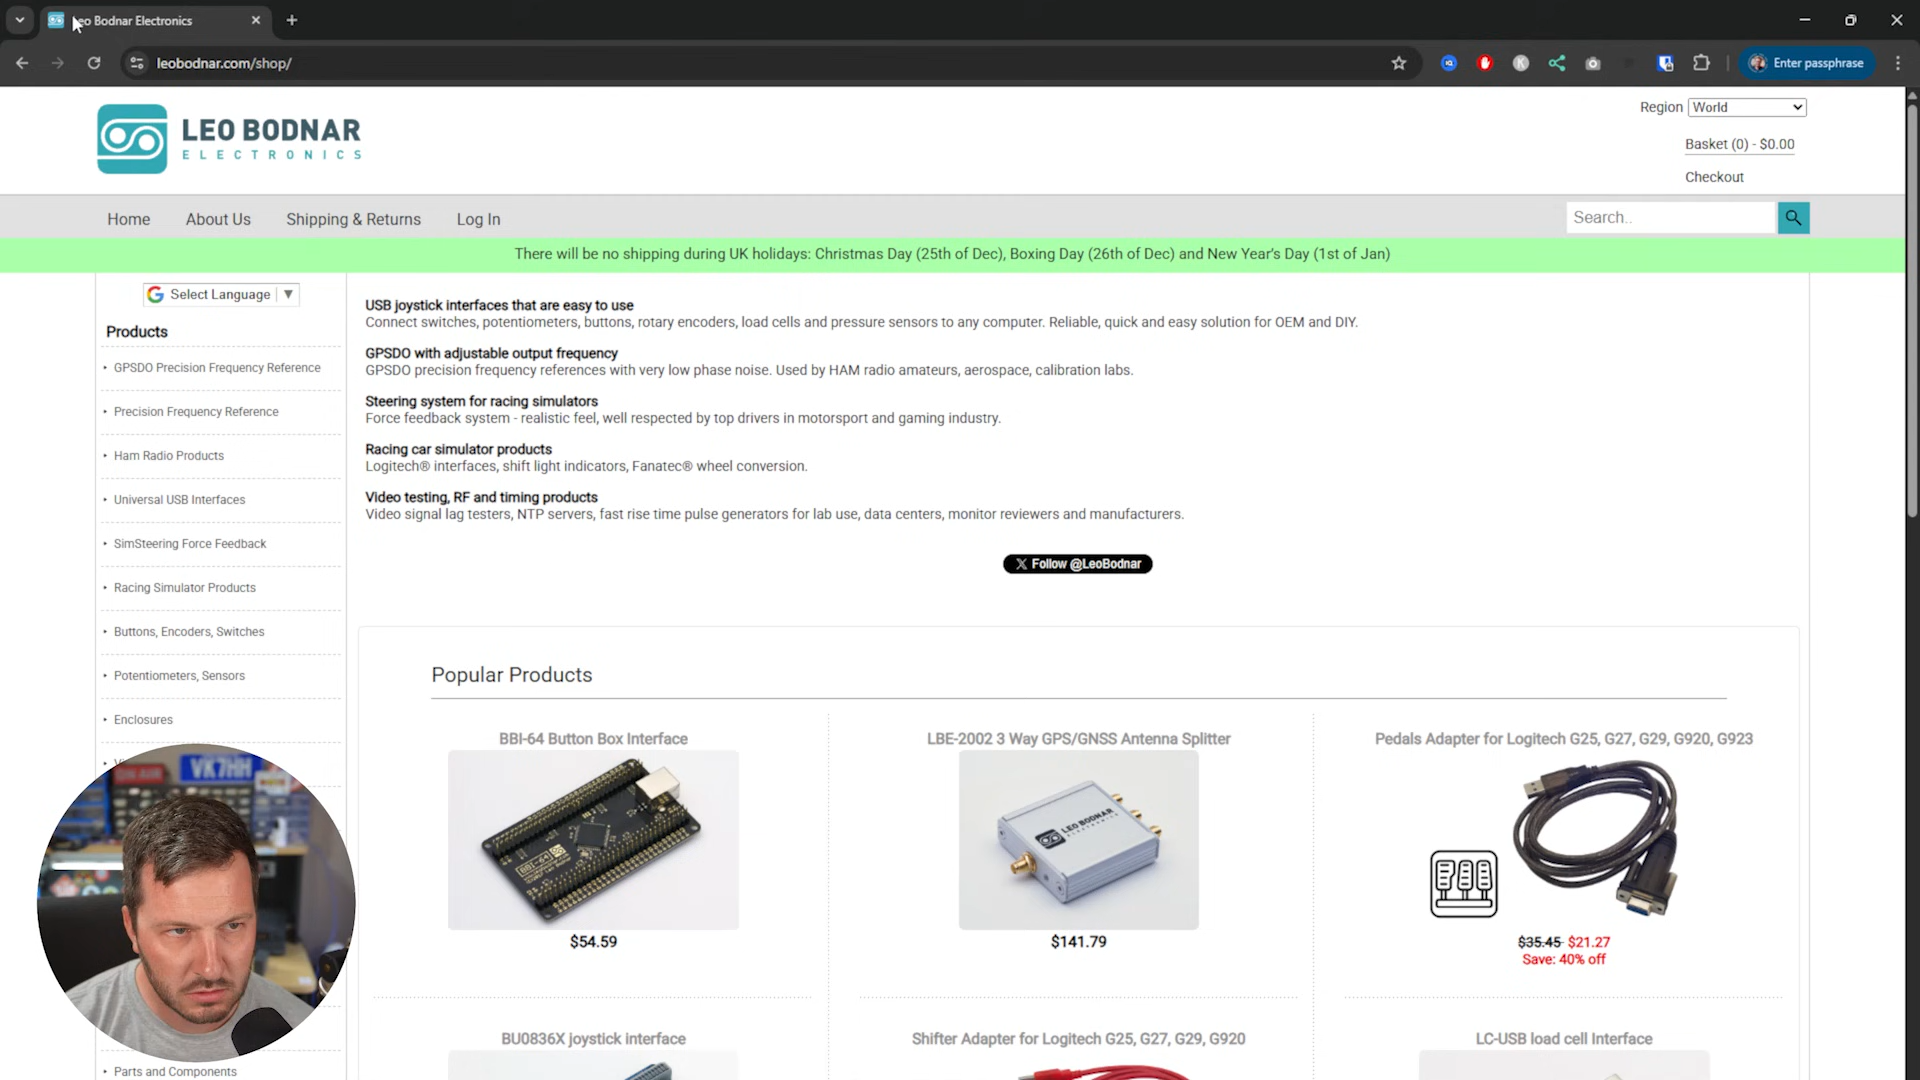 Leo Bodnar Electronics
leobodnar.com/shop/
Enter passphrase
LEO BODNAR
ELECTRONICS
Region World
Basket (0) - $0.00
Checkout
Home About Us Shipping & Returns Log In
Search..
There will be no shipping during UK holidays: Christmas Day (25th of Dec), Boxing Day (26th of Dec) and New Year's Day (1st of Jan)
Select Language ▼
Products
GPSDO Precision Frequency Reference
Precision Frequency Reference
Ham Radio Products
Universal USB Interfaces
SimSteering Force Feedback
Racing Simulator Products
Buttons, Encoders, Switches
Potentiometers, Sensors
Enclosures
Parts and Components
USB joystick interfaces that are easy to use
Connect switches, potentiometers, buttons, rotary encoders, load cells and pressure sensors to any computer. Reliable, quick and easy solution for OEM and DIY.
GPSDO with adjustable output frequency
GPSDO precision frequency references with very low phase noise. Used by HAM radio amateurs, aerospace, calibration labs.
Steering system for racing simulators
Force feedback system - realistic feel, well respected by top drivers in motorsport and gaming industry.
Racing car simulator products
Logitech® interfaces, shift light indicators, Fanatec® wheel conversion.
Video testing, RF and timing products
Video signal lag testers, NTP servers, fast rise time pulse generators for lab use, data centers, monitor reviewers and manufacturers.
X Follow @LeoBodnar
Popular Products
BBI-64 Button Box Interface
BBI-64
$54.59
LBE-2002 3 Way GPS/GNSS Antenna Splitter
LEO BODNAR
ELECTRONICS
$141.79
Pedals Adapter for Logitech G25, G27, G29, G920, G923
$35.45 $21.27
Save: 40% off
BU0836X joystick interface
Shifter Adapter for Logitech G25, G27, G29, G920
LC-USB load cell Interface
ON AIR
VK7HH